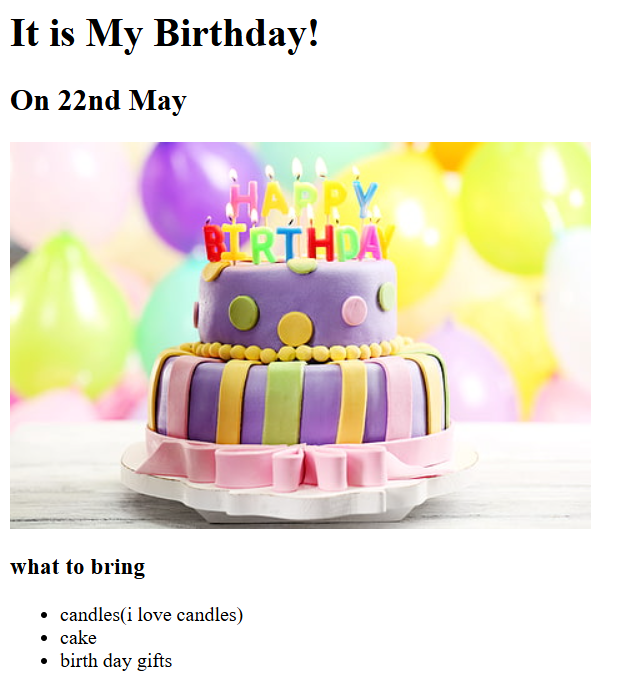 It is My Birthday!
On 22nd May
HAPPY
BIRTHDAY
what to bring
candles(i love candles)
cake
birth day gifts